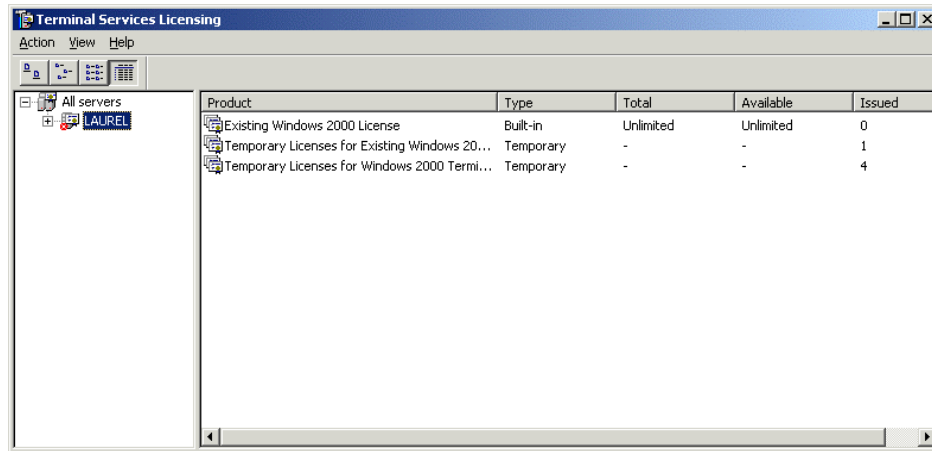 Terminal Services Licensing
Action View Help
All servers
LAUREL
Product Type Total Available Issued
Existing Windows 2000 License Built-in Unlimited Unlimited 0
Temporary Licenses for Existing Windows 20... Temporary - - 1
Temporary Licenses for Windows 2000 Termi... Temporary - - 4